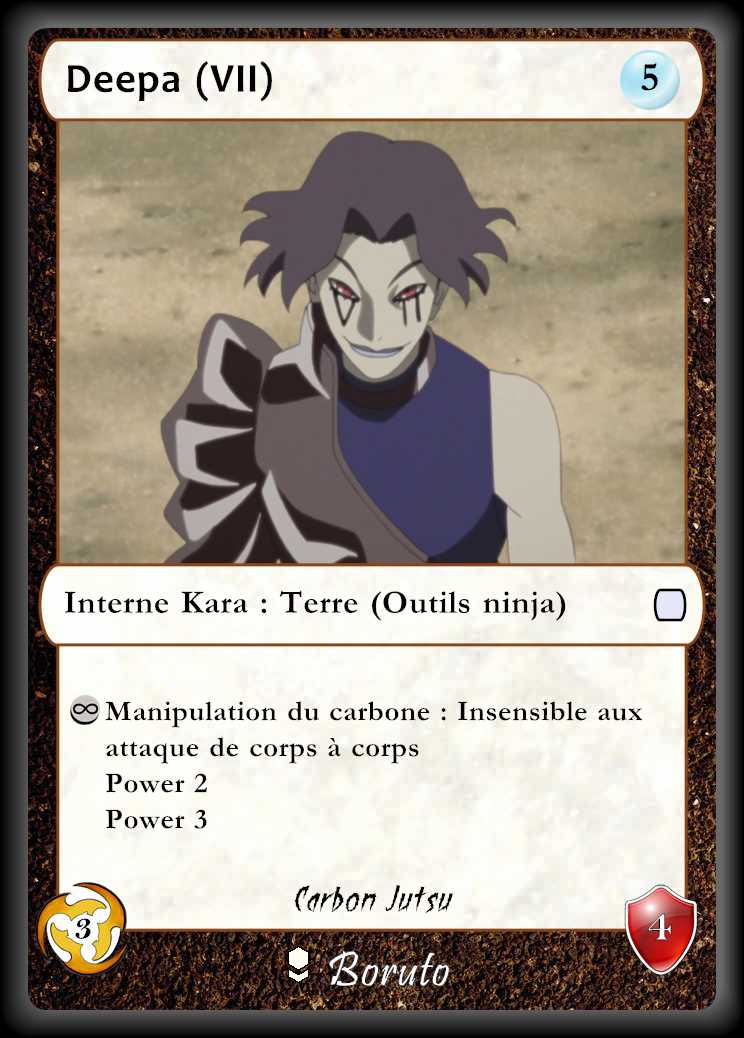 Deepa (VII)
5
Interne Kara : Terre (Outils ninja)
∞ Manipulation du carbone : Insensible aux
attaque de corps à corps
Power 2
Power 3
Carbon Jutsu
3
4
Boruto